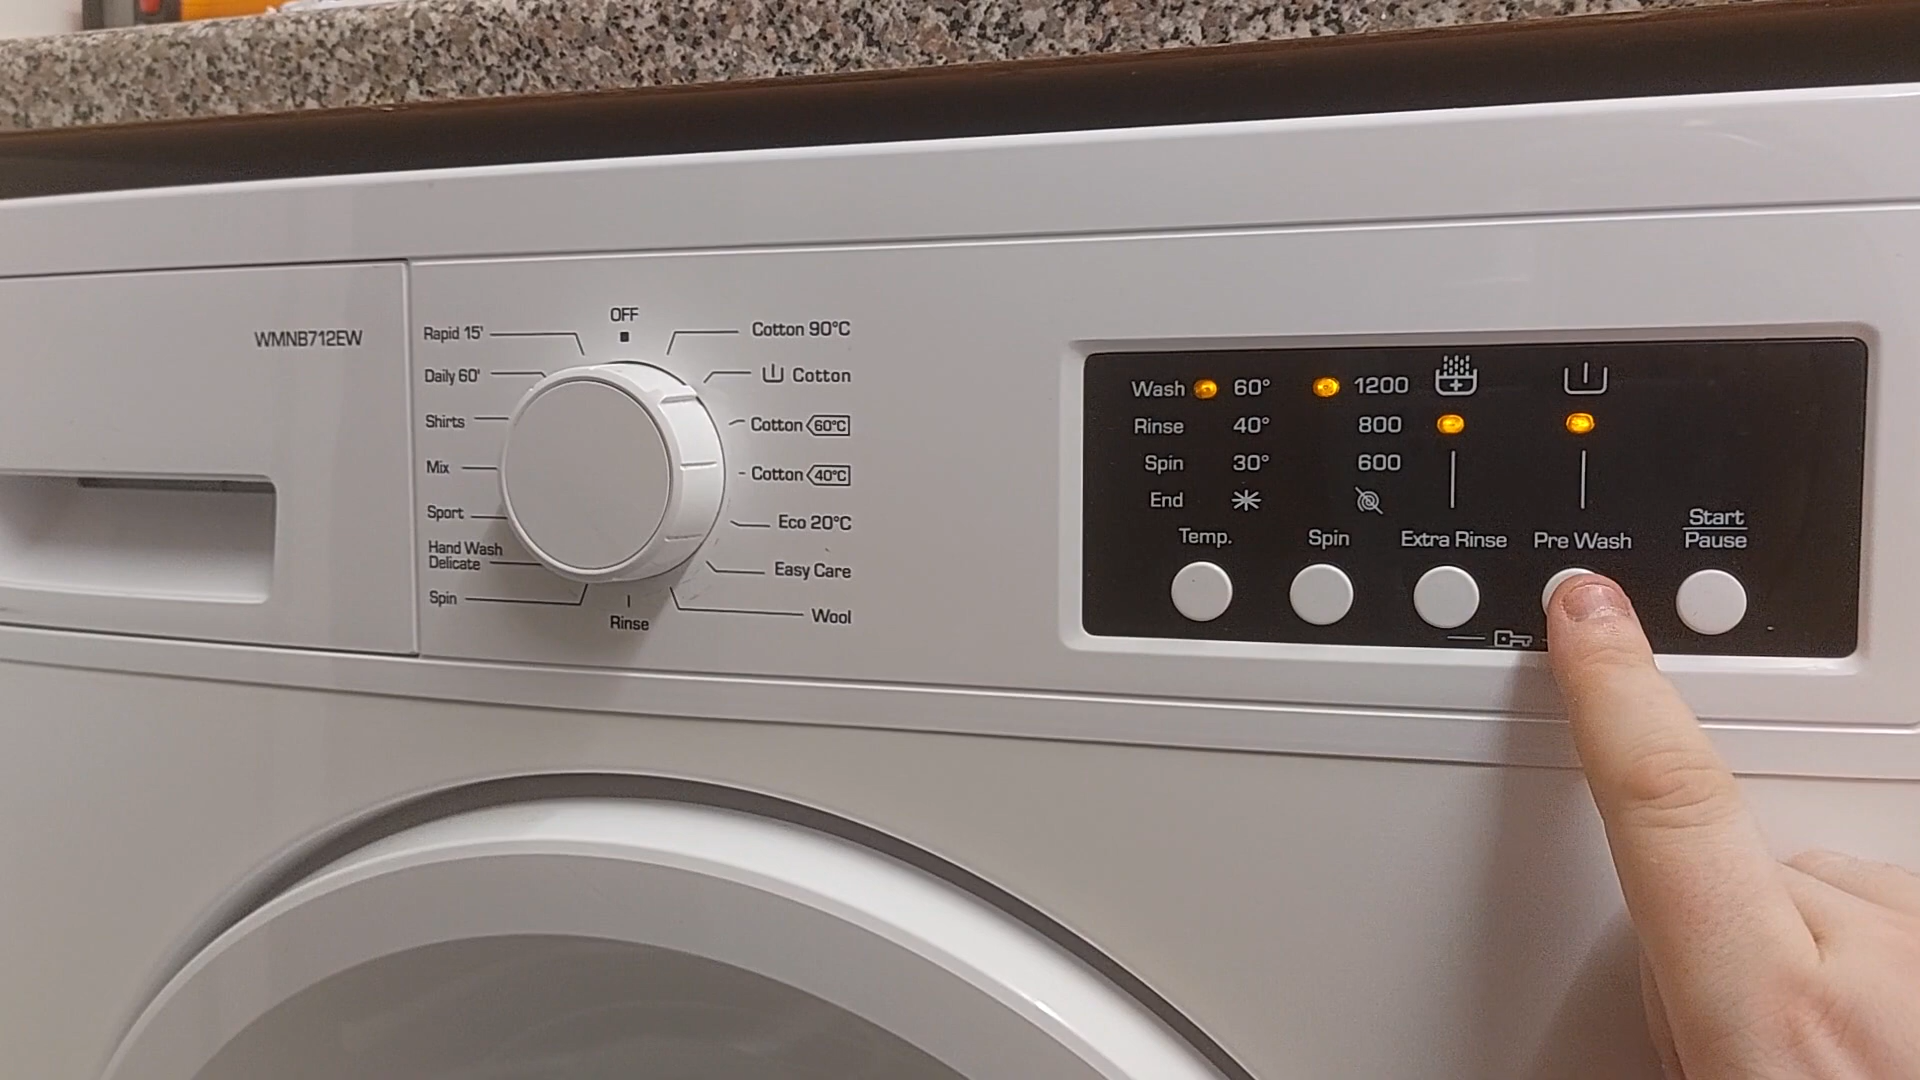 WMNB712EW
OFF
Rapid 15'
Daily 60'
Shirts
Mix
Sport
Hand Wash
Delicate
Spin
Rinse
Cotton 90°C
Cotton
Cotton 60°C
Cotton 40°C
Eco 20°C
Easy Care
Wool
Wash 60° 1200
Rinse 40° 800
Spin 30° 600
End
Temp. Spin Extra Rinse Pre Wash
Start
Pause